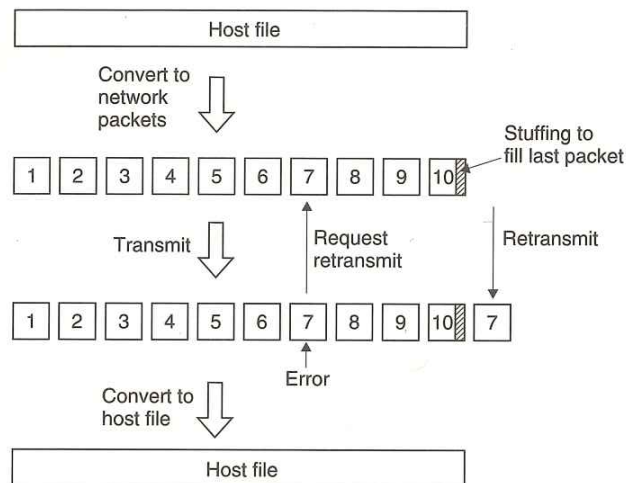 Host file
Convert to
network
packets
Stuffing to
fill last packet
1 2 3 4 5 6 7 8 9 10
Transmit
Request
retransmit
Retransmit
1 2 3 4 5 6 7 8 9 10 7
Error
Convert to
host file
Host file